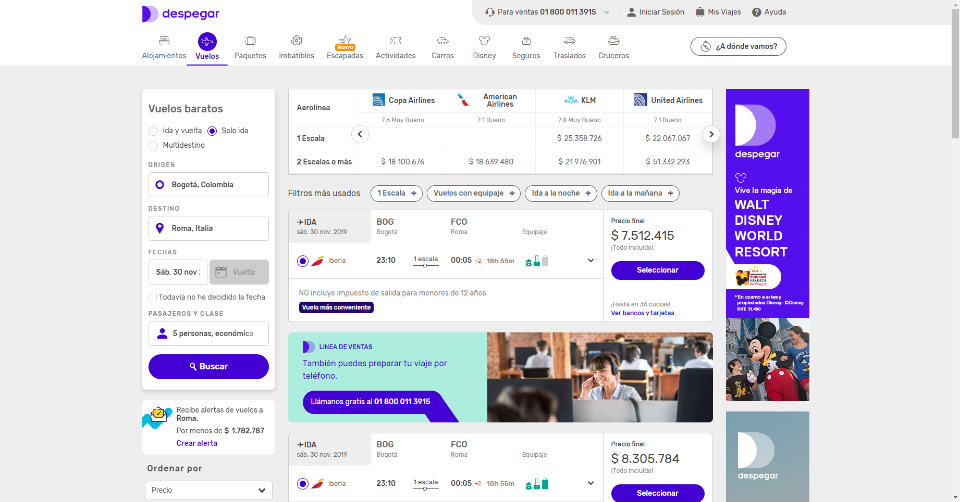 despegar
Para ventas 01 800 011 3915
Iniciar Sesión
Mis Viajes
Ayuda
Alojamientos
Vuelos
Paquetes
Imbatibles
Nuevo
Escapadas
Actividades
Carros
Disney
Seguros
Traslados
Cruceros
¿A dónde vamos?
Vuelos baratos
Ida y vuelta
Solo ida
Multidestino
ORIGEN
Bogotá, Colombia
DESTINO
Roma, Italia
FECHAS
Sáb. 30 nov
Vuelta
Todavía no he decidido la fecha
PASAJEROS Y CLASE
5 personas, económica
Buscar
Recibe alertas de vuelos a
Roma.
Por menos de $ 1.782.787
Crear alerta
Ordenar por
Precio
Aerolínea
Copa Airlines
American
Airlines
KLM
KLM
United Airlines
7.6 Muy Bueno
7.1 Bueno
7.8 Muy Bueno
7.1 Bueno
1 Escala
$ 25.358.726
$ 22.067.067
2 Escalas o más
$ 18.100.676
$ 18.639.480
$ 21.976.901
$ 51.332.293
Filtros más usados
1 Escala +
Vuelos con equipaje +
Ida a la noche +
Ida a la mañana +
IDA
BOG
FCO
sáb. 30 nov. 2019
Bogotá
Roma
Equipaje
Iberia
23:10
1 escala
00:05 +2 18h 55m
NO incluye impuesto de salida para menores de 12 años
Vuelo más conveniente
Precio final
$ 7.512.415
¡Todo incluido!
Seleccionar
¡Hasta en 36 cuotas!
Ver bancos y tarjetas
LINEA DE VENTAS
También puedes preparar tu viaje por
teléfono.
Llámanos gratis al 01 800 011 3915
IDA
BOG
FCO
sáb. 30 nov. 2019
Bogotá
Roma
Equipaje
Iberia
23:10
1 escala
00:05 +2 18h 55m
Precio final
$ 8.305.784
¡Todo incluido!
Seleccionar
despegar
Vive la magia de
WALT
DISNEY
WORLD
RESORT
*En cuanto a artes y
propiedades Disney: ©Disney
RNT 31.400
despegar